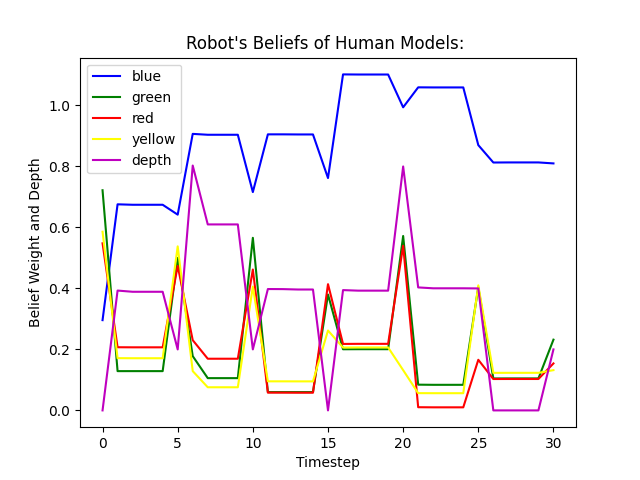 Robot's Beliefs of Human Models:
blue
green
red
yellow
depth
Belief Weight and Depth
1.0
0.8
0.6
0.4
0.2
0.0
0 5 10 15 20 25 30
Timestep